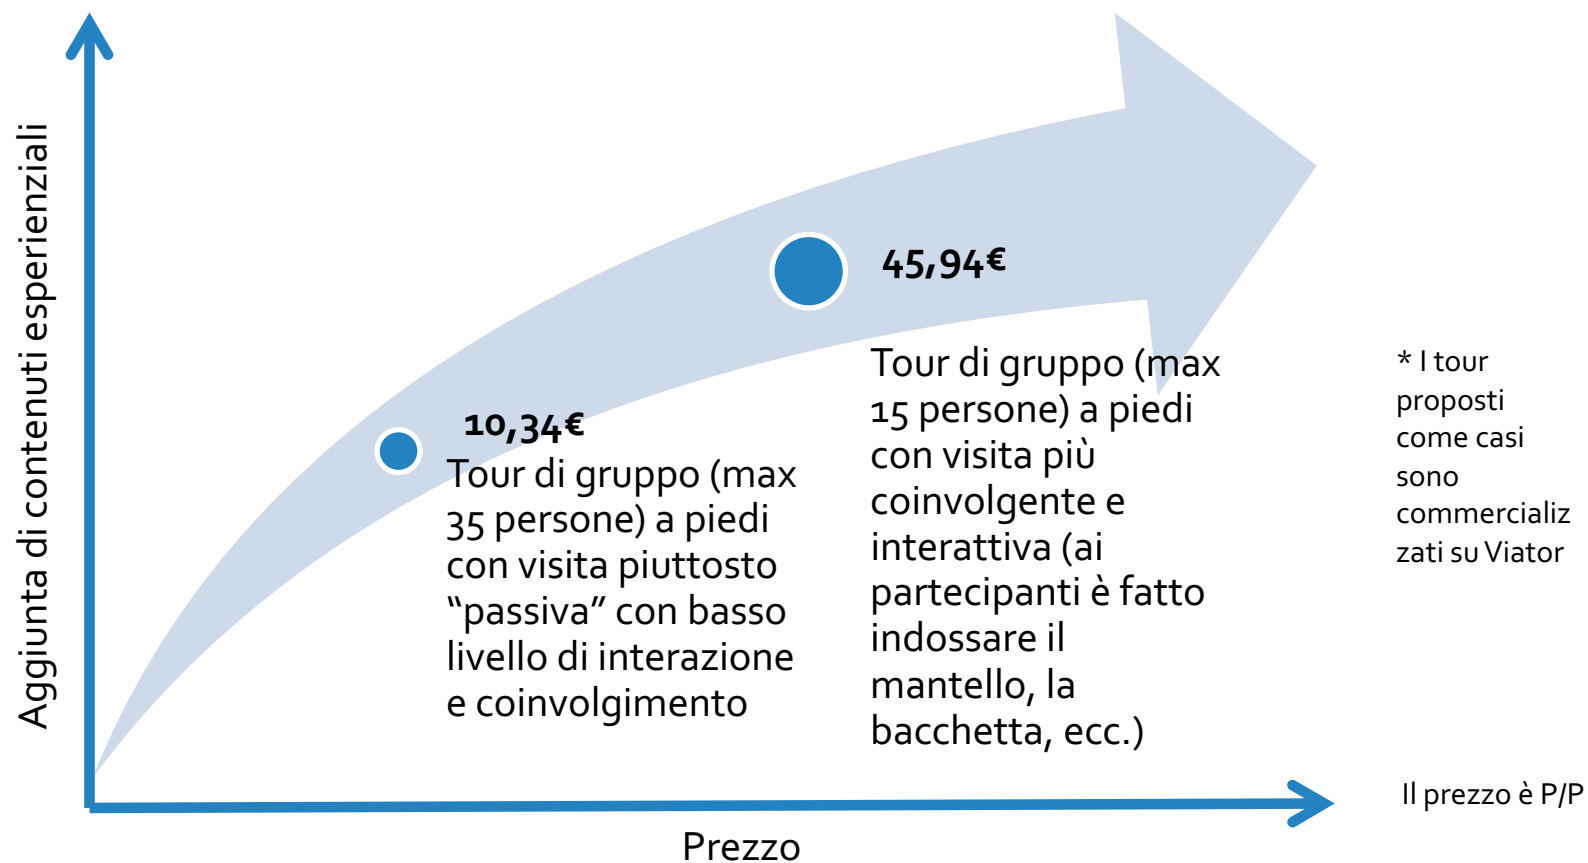 Aggiunta di contenuti esperienziali
45,94€
Tour di gruppo (max
15 persone) a piedi
con visita più
coinvolgente e
interattiva (ai
partecipanti è fatto
indossare il
mantello, la
bacchetta, ecc.)
10,34€
Tour di gruppo (max
35 persone) a piedi
con visita piuttosto
“passiva” con basso
livello di interazione
e coinvolgimento
* I tour
proposti
come casi
sono
commercializ
zati su Viator
Il prezzo è P/P
Prezzo